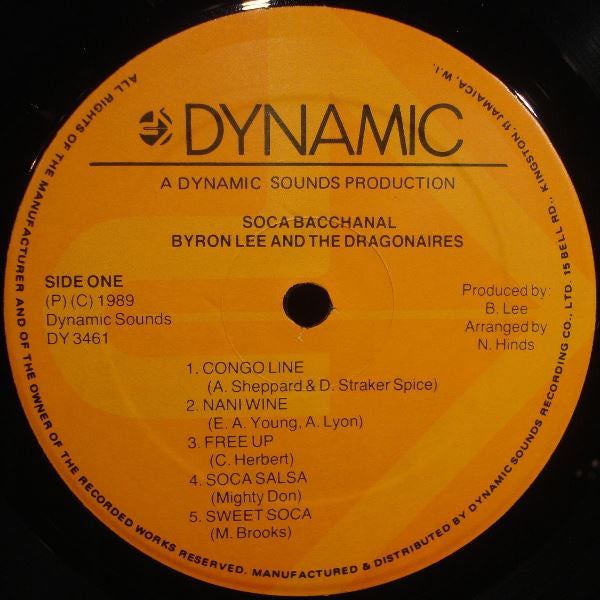 DYNAMIC
A DYNAMIC SOUNDS PRODUCTION
SOCA BACCHANAL
BYRON LEE AND THE DRAGONAIRES
SIDE ONE
(P) (C) 1989
Dynamic Sounds
DY 3461
Produced by:
B. Lee
Arranged by
N. Hinds
1. CONGO LINE
(A. Sheppard & D. Straker Spice)
2. NANI WINE
(E. A. Young, A. Lyon)
3. FREE UP
(C. Herbert)
4. SOCA SALSA
(Mighty Don)
5. SWEET SOCA
(M. Brooks)
ALL RIGHTS OF THE MANUFACTURER AND OF THE OWNER OF THE RECORDED WORKS RESERVED. MANUFACTURED & DISTRIBUTED BY DYNAMIC SOUNDS RECORDING CO., LTD. 15 BELL RD., KINGSTON, 11 JAMAICA, W.I.